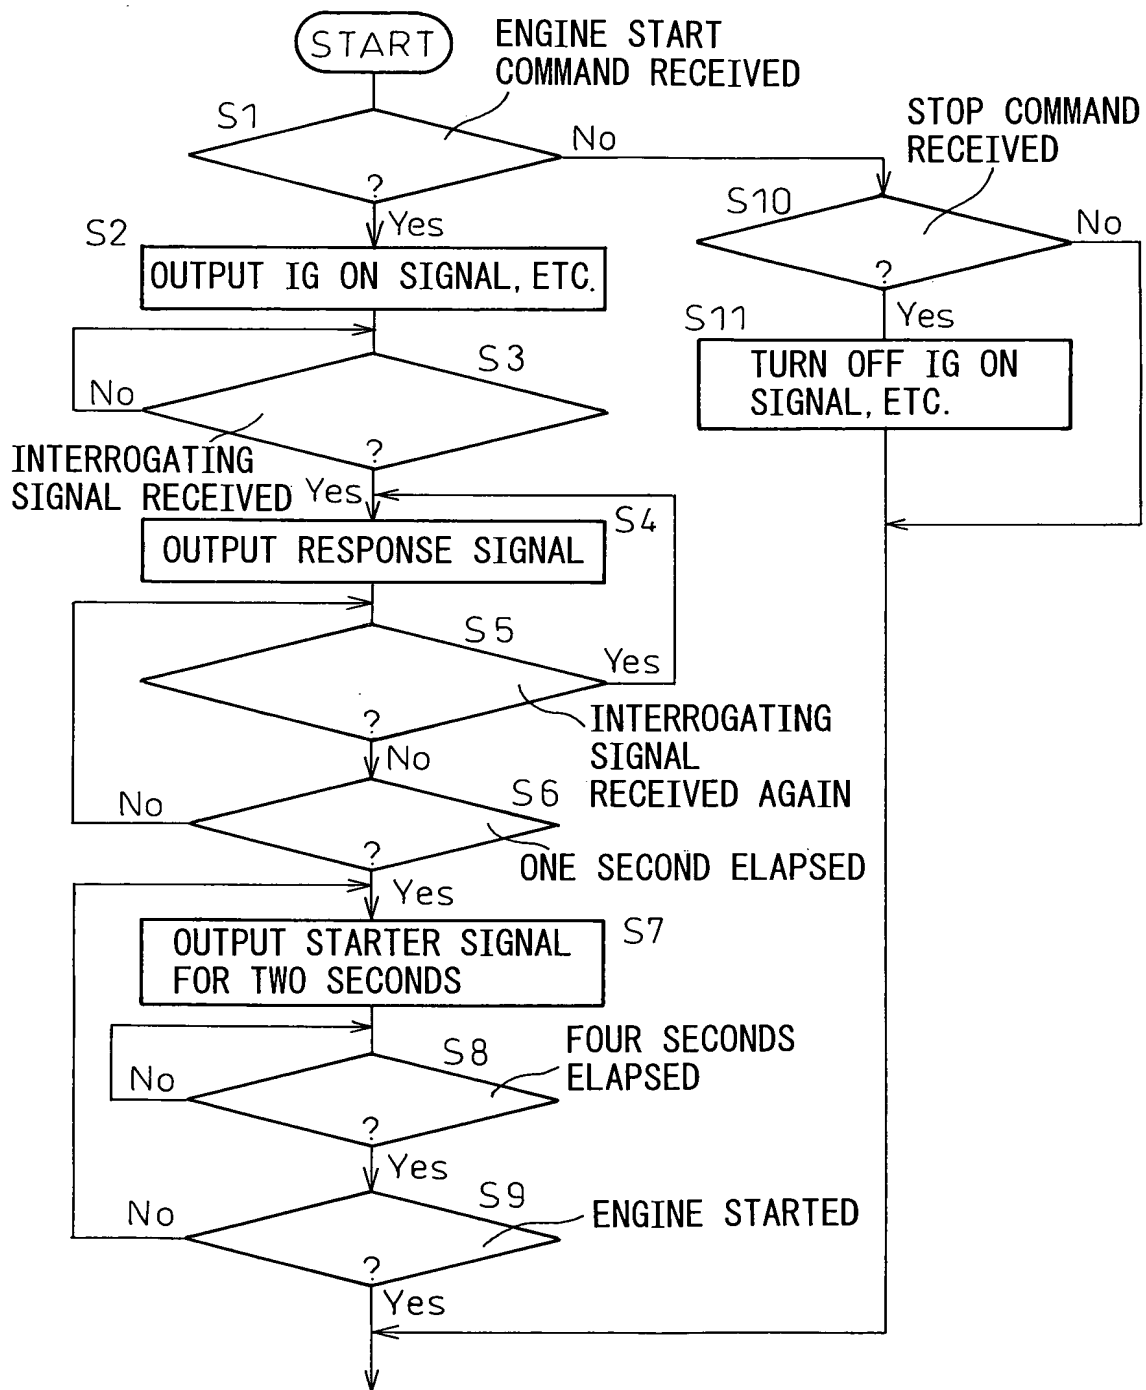 START
ENGINE START
COMMAND RECEIVED
S1
?
No
Yes
STOP COMMAND
RECEIVED
S10
?
No
Yes
S11
TURN OFF IG ON
SIGNAL, ETC.
S2
OUTPUT IG ON SIGNAL, ETC.
S3
No
?
INTERROGATING
SIGNAL RECEIVED
Yes
S4
OUTPUT RESPONSE SIGNAL
S5
Yes
?
INTERROGATING
SIGNAL
RECEIVED AGAIN
No
S6
No
?
ONE SECOND ELAPSED
Yes
S7
OUTPUT STARTER SIGNAL
FOR TWO SECONDS
S8
FOUR SECONDS
ELAPSED
No
?
Yes
S9
No
ENGINE STARTED
?
Yes